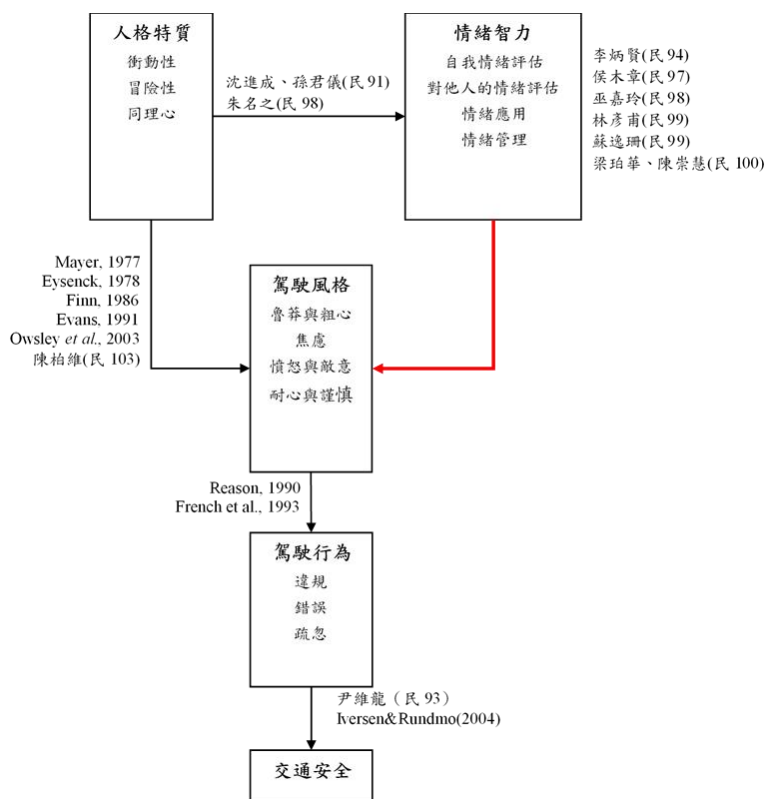 人格特質
衝動性
冒險性
同理心
沈進成、孫君儀(民 91)
朱名之(民 98)
情緒智力
自我情緒評估
對他人的情緒評估
情緒應用
情緒管理
李炳賢(民 94)
侯木章(民 97)
巫嘉玲(民 98)
林彥甫(民 99)
蘇逸珊(民 99)
梁珀華、陳崇慧(民 100)
Mayer, 1977
Eysenck, 1978
Finn, 1986
Evans, 1991
Owsley et al., 2003
陳柏維(民 103)
駕駛風格
魯莽與粗心
焦慮
憤怒與敵意
耐心與謹慎
Reason, 1990
French et al., 1993
駕駛行為
違規
錯誤
疏忽
尹維龍（民 93）
Iversen&Rundmo(2004)
交通安全